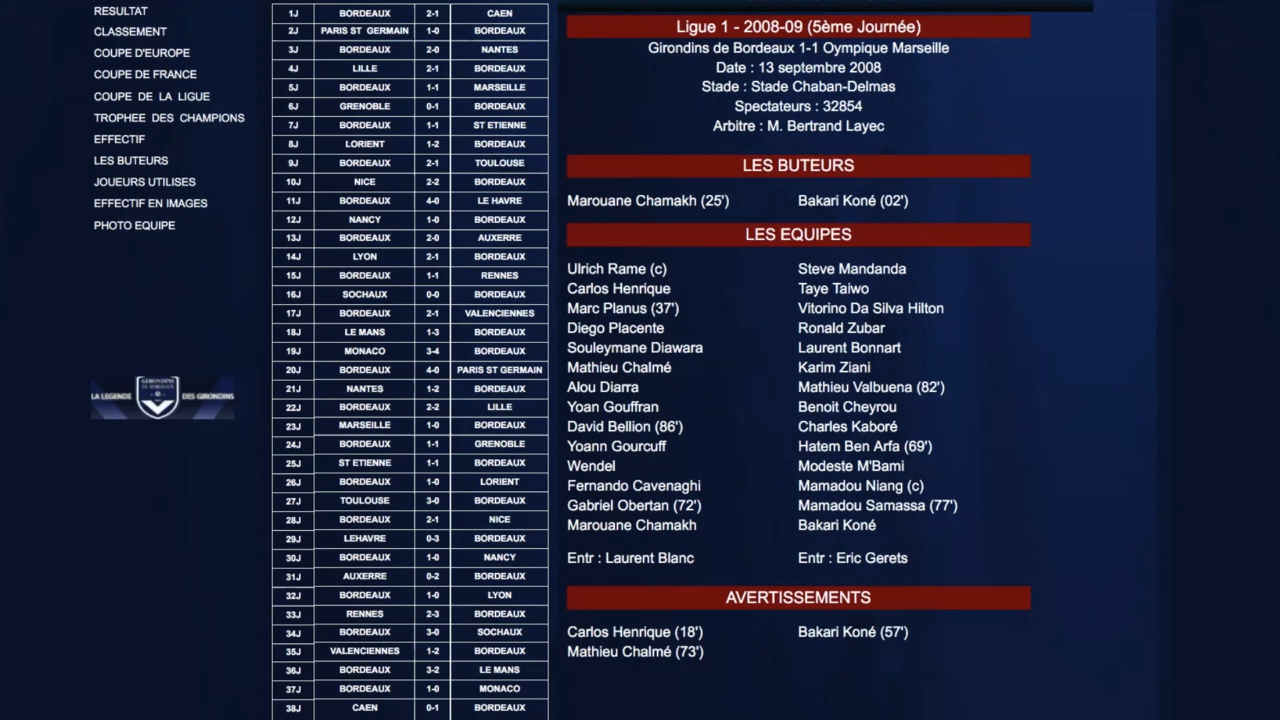 RESULTAT
CLASSEMENT
COUPE D'EUROPE
COUPE DE FRANCE
COUPE DE LA LIGUE
TROPHEE DES CHAMPIONS
EFFECTIF
LES BUTEURS
JOUEURS UTILISES
EFFECTIF EN IMAGES
PHOTO EQUIPE
LA LEGENDE GIRONDINS DE BORDEAUX DES GIRONDINS
1J BORDEAUX 2-1 CAEN
2J PARIS ST GERMAIN 1-0 BORDEAUX
3J BORDEAUX 2-0 NANTES
4J LILLE 2-1 BORDEAUX
5J BORDEAUX 1-1 MARSEILLE
6J GRENOBLE 0-1 BORDEAUX
7J BORDEAUX 1-1 ST ETIENNE
8J LORIENT 1-2 BORDEAUX
9J BORDEAUX 2-1 TOULOUSE
10J NICE 2-2 BORDEAUX
11J BORDEAUX 4-0 LE HAVRE
12J NANCY 1-0 BORDEAUX
13J BORDEAUX 2-0 AUXERRE
14J LYON 2-1 BORDEAUX
15J BORDEAUX 1-1 RENNES
16J SOCHAUX 0-0 BORDEAUX
17J BORDEAUX 2-1 VALENCIENNES
18J LE MANS 1-3 BORDEAUX
19J MONACO 3-4 BORDEAUX
20J BORDEAUX 4-0 PARIS ST GERMAIN
21J NANTES 1-2 BORDEAUX
22J BORDEAUX 2-2 LILLE
23J MARSEILLE 1-0 BORDEAUX
24J BORDEAUX 1-1 GRENOBLE
25J ST ETIENNE 1-1 BORDEAUX
26J BORDEAUX 1-0 LORIENT
27J TOULOUSE 3-0 BORDEAUX
28J BORDEAUX 2-1 NICE
29J LEHAVRE 0-3 BORDEAUX
30J BORDEAUX 1-0 NANCY
31J AUXERRE 0-2 BORDEAUX
32J BORDEAUX 1-0 LYON
33J RENNES 2-3 BORDEAUX
34J BORDEAUX 3-0 SOCHAUX
35J VALENCIENNES 1-2 BORDEAUX
36J BORDEAUX 3-2 LE MANS
37J BORDEAUX 1-0 MONACO
38J CAEN 0-1 BORDEAUX
Ligue 1 - 2008-09 (5ème Journée)
Girondins de Bordeaux 1-1 Oympique Marseille
Date : 13 septembre 2008
Stade : Stade Chaban-Delmas
Spectateurs : 32854
Arbitre : M. Bertrand Layec
LES BUTEURS
Marouane Chamakh (25') Bakari Koné (02')
LES EQUIPES
Ulrich Rame (c) Steve Mandanda
Carlos Henrique Taye Taiwo
Marc Planus (37') Vitorino Da Silva Hilton
Diego Placente Ronald Zubar
Souleymane Diawara Laurent Bonnart
Mathieu Chalmé Karim Ziani
Alou Diarra Mathieu Valbuena (82')
Yoan Gouffran Benoit Cheyrou
David Bellion (86') Charles Kaboré
Yoann Gourcuff Hatem Ben Arfa (69')
Wendel Modeste M'Bami
Fernando Cavenaghi Mamadou Niang (c)
Gabriel Obertan (72') Mamadou Samassa (77')
Marouane Chamakh Bakari Koné
Entr : Laurent Blanc Entr : Eric Gerets
AVERTISSEMENTS
Carlos Henrique (18') Bakari Koné (57')
Mathieu Chalmé (73')